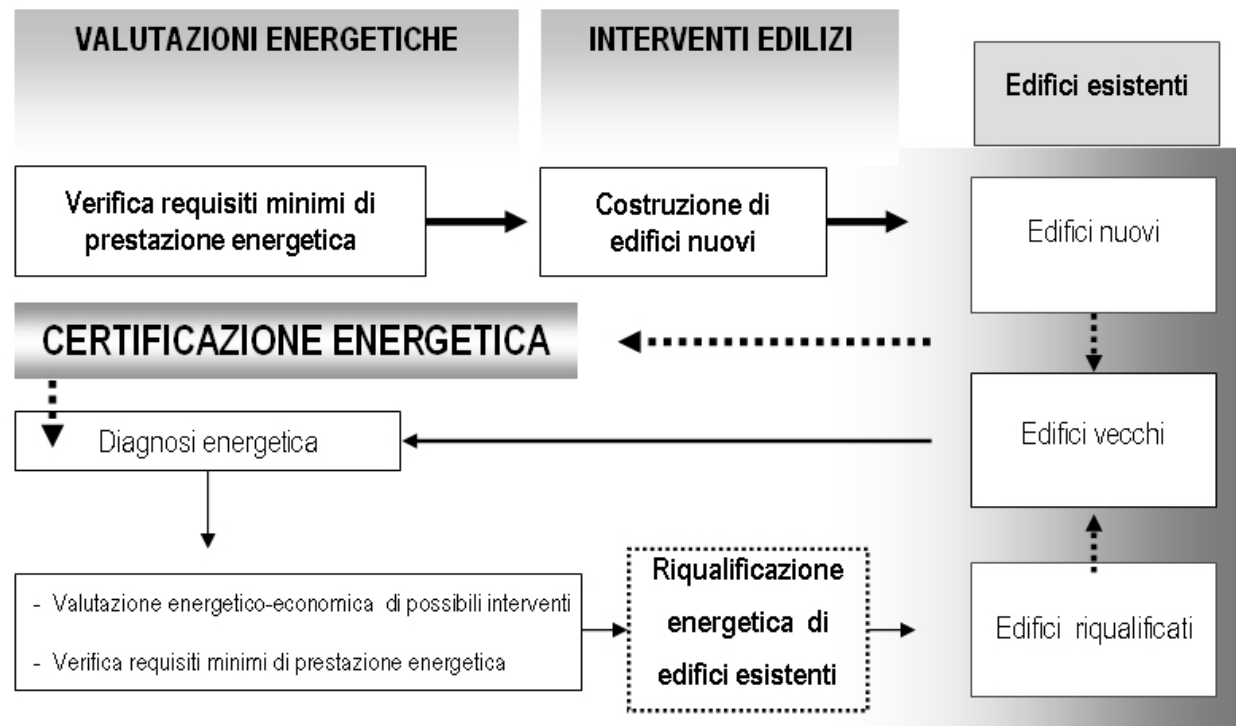 VALUTAZIONI ENERGETICHE
INTERVENTI EDILIZI
Edifici esistenti
Verifica requisiti minimi di
prestazione energetica
Costruzione di
edifici nuovi
Edifici nuovi
CERTIFICAZIONE ENERGETICA
Diagnosi energetica
Edifici vecchi
- Valutazione energetico-economica di possibili interventi
- Verifica requisiti minimi di prestazione energetica
Riqualificazione
energetica di
edifici esistenti
Edifici riqualificati